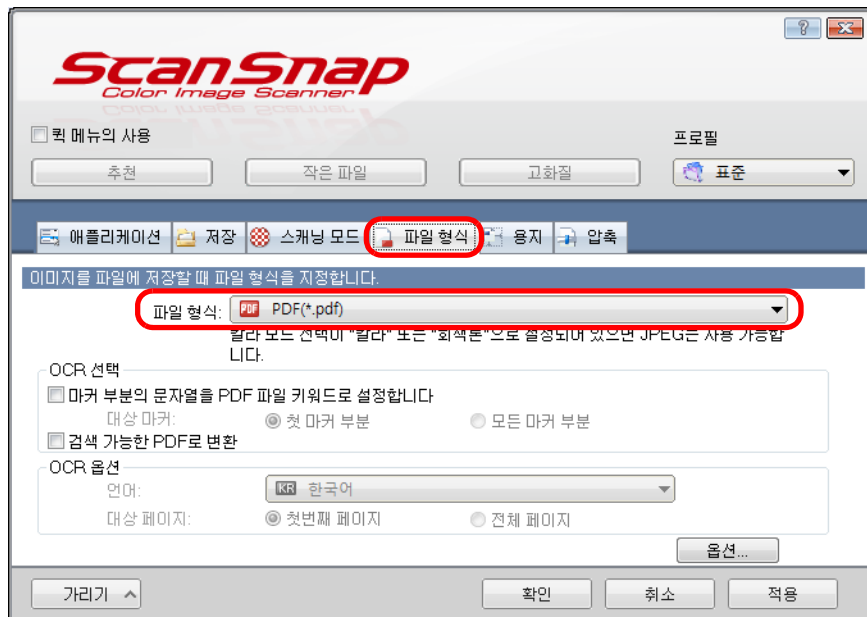 ScanSnap
Color Image Scanner
퀵 메뉴의 사용
프로필
추천 작은 파일 고화질 표준
애플리케이션 저장 스캐닝 모드 파일 형식 용지 압축
이미지를 파일에 저장할 때 파일 형식을 지정합니다.
파일 형식: PDF PDF(*.pdf)
칼라 모드 선택이 "칼라" 또는 "회색톤"으로 설정되어 있으면 JPEG는 사용 가능합
니다.
OCR 선택
마커 부분의 문자열을 PDF 파일 키워드로 설정합니다
대상 마커: 첫 마커 부분 모든 마커 부분
검색 가능한 PDF로 변환
OCR 옵션
언어: KR 한국어
대상 페이지: 첫번째 페이지 전체 페이지
옵션...
가리기 확인 취소 적용